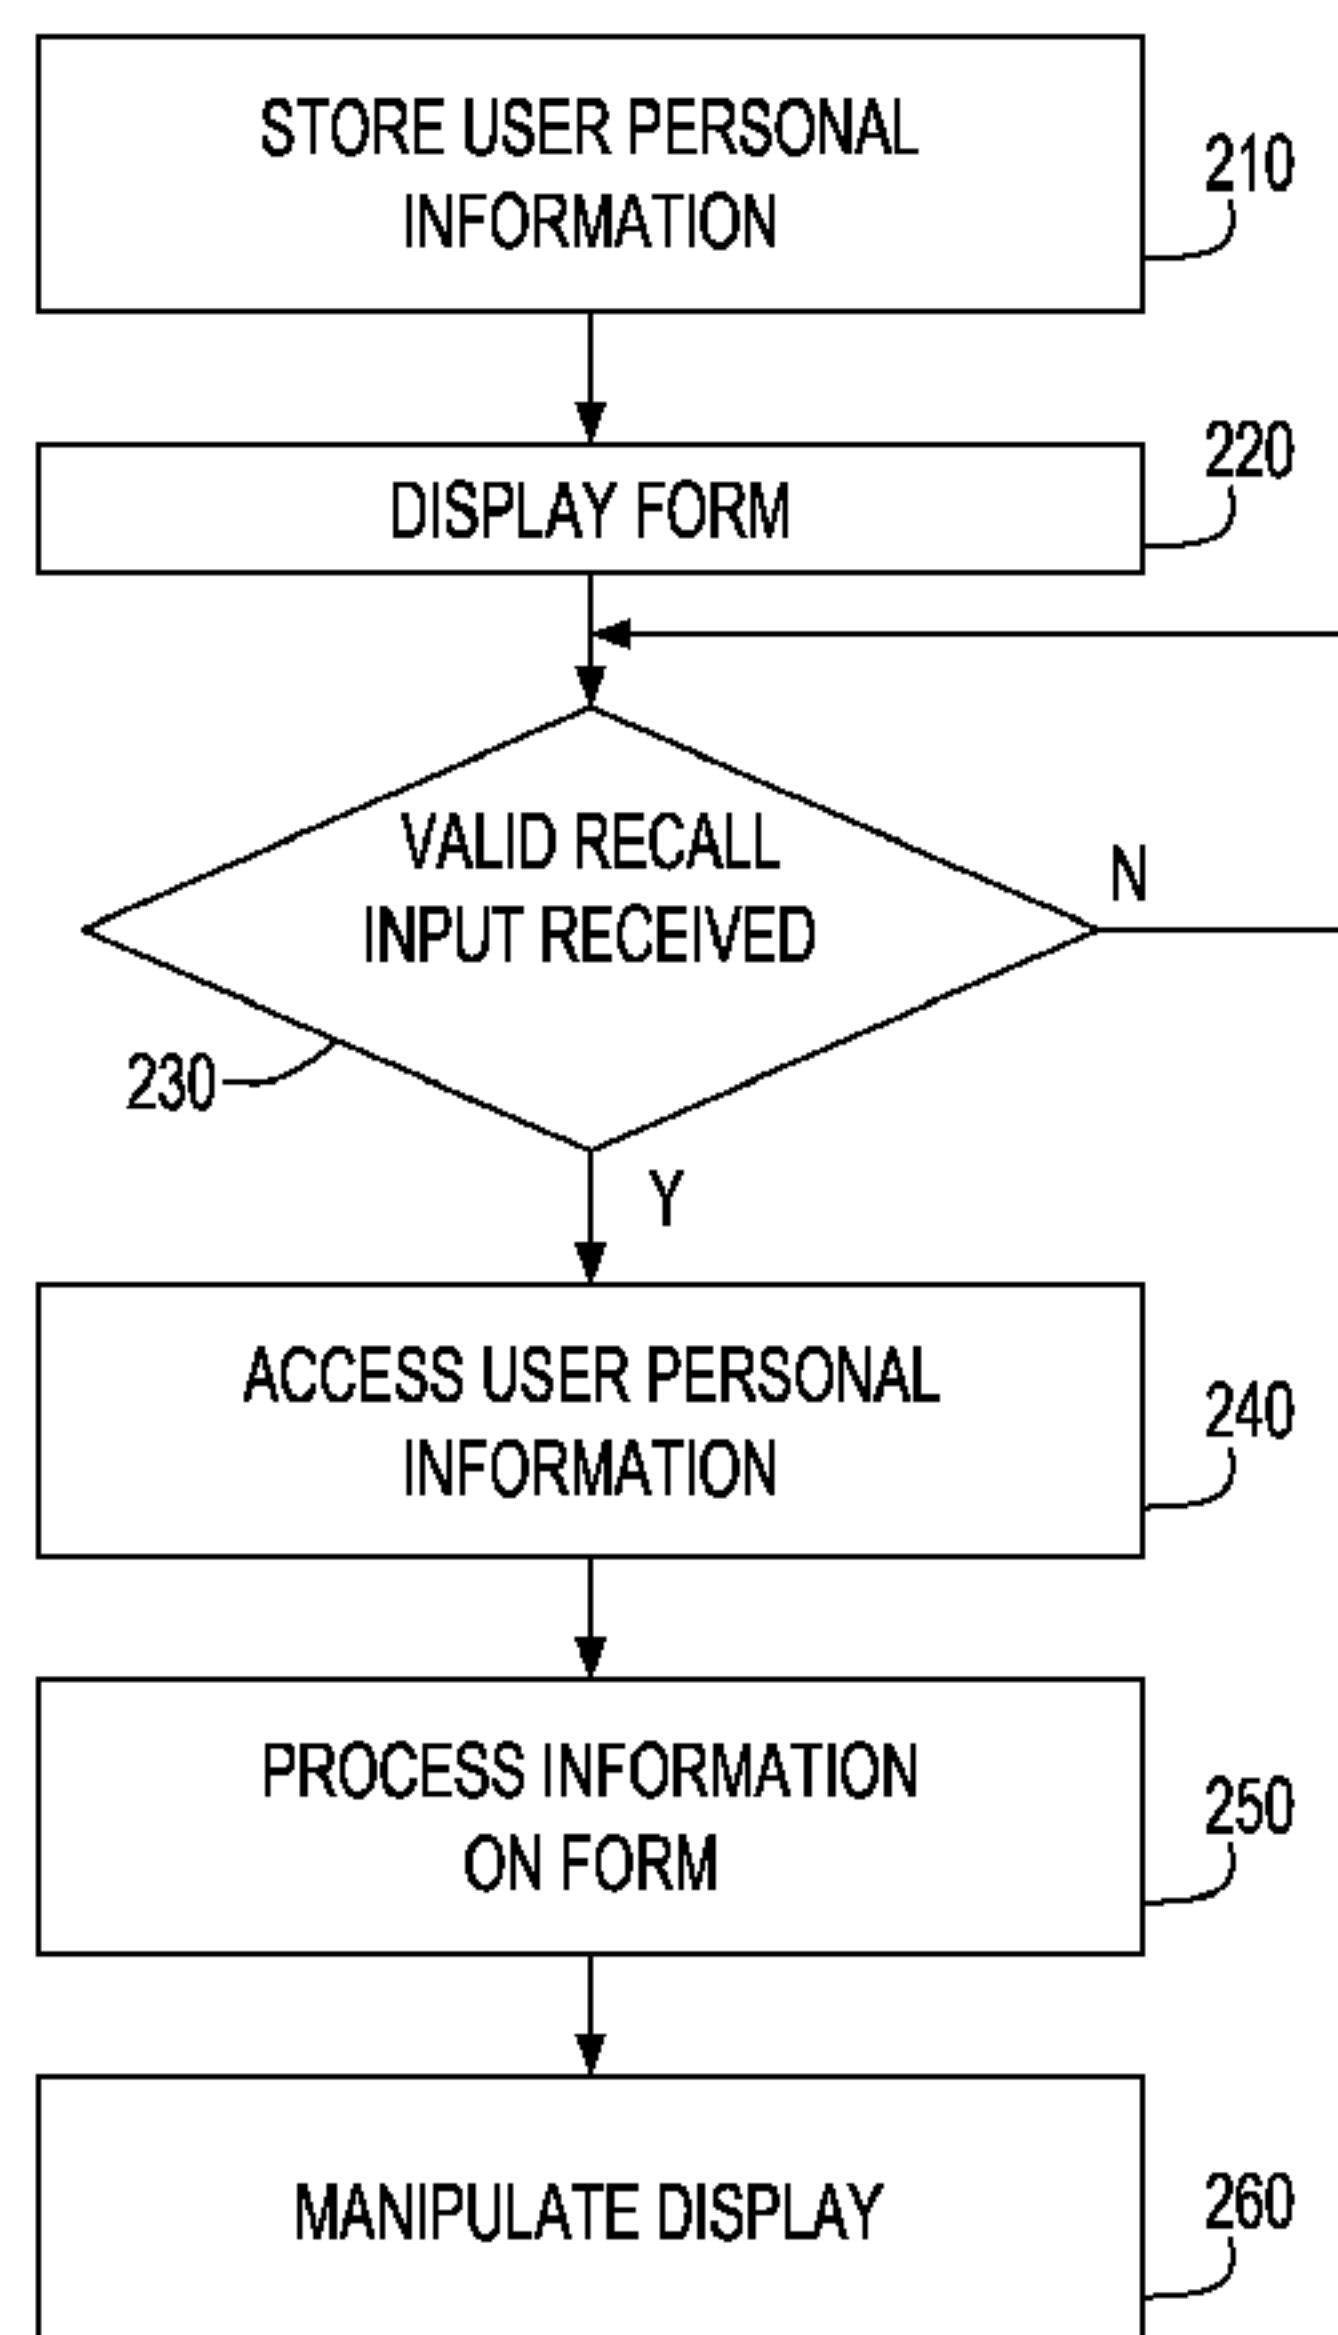 STORE USER PERSONAL
INFORMATION
210
DISPLAY FORM
220
VALID RECALL
INPUT RECEIVED
N
230
Y
ACCESS USER PERSONAL
INFORMATION
240
PROCESS INFORMATION
ON FORM
250
MANIPULATE DISPLAY
260